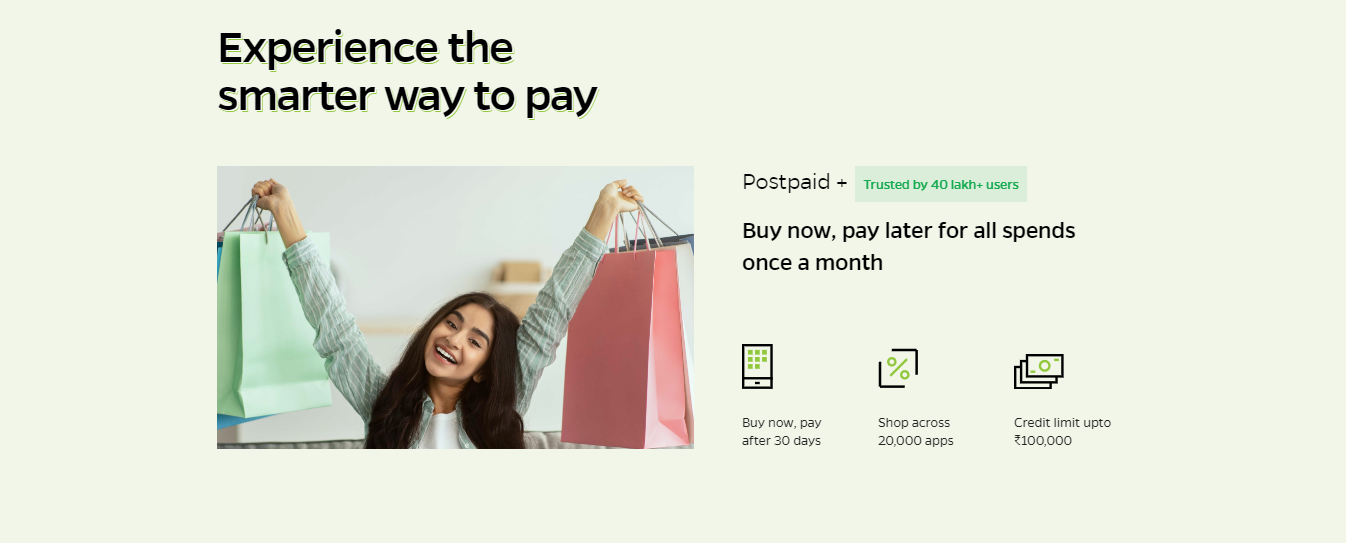 Experience the
smarter way to pay
Postpaid + Trusted by 40 lakh+ users
Buy now, pay later for all spends
once a month
Buy now, pay
after 30 days
Shop across
20,000 apps
Credit limit upto
₹100,000